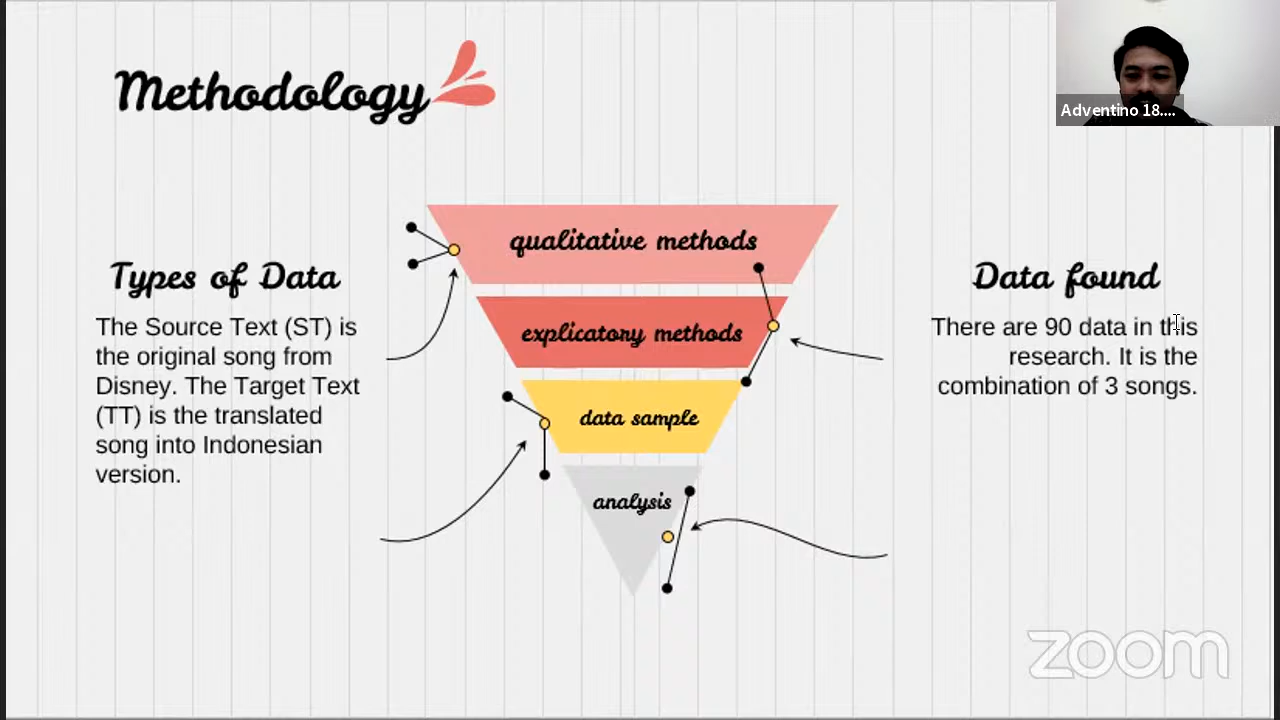 Methodology
Adventino 18....
qualitative methods
explicatory methods
data sample
analysis
Types of Data
The Source Text (ST) is
the original song from
Disney. The Target Text
(TT) is the translated
song into Indonesian
version.
Data found
There are 90 data in this
research. It is the
combination of 3 songs.
zoom